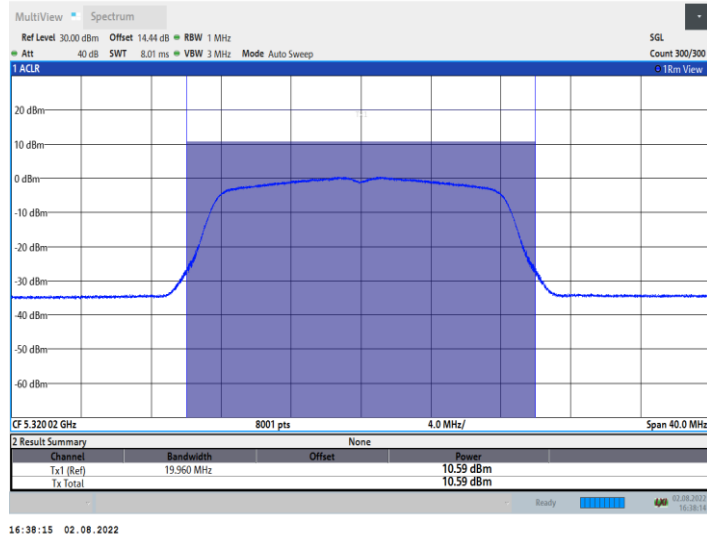 MultiView Spectrum
Ref Level 30.00 dBm Offset 14.44 dB RBW 1 MHz SGL
Att 40 dB SWT 8.01 ms VBW 3 MHz Mode Auto Sweep Count 300/300
1 ACLR 1Rm View
20 dBm
10 dBm
0 dBm
-10 dBm
-20 dBm
-30 dBm
-40 dBm
-50 dBm
-60 dBm
CF 5.320 02 GHz 8001 pts 4.0 MHz/ Span 40.0 MHz
2 Result Summary None
Channel Bandwidth Offset Power
Tx1 (Ref) 19.960 MHz 10.59 dBm
Tx Total 10.59 dBm
Ready 02.08.2022
16:38:14
16:38:15 02.08.2022